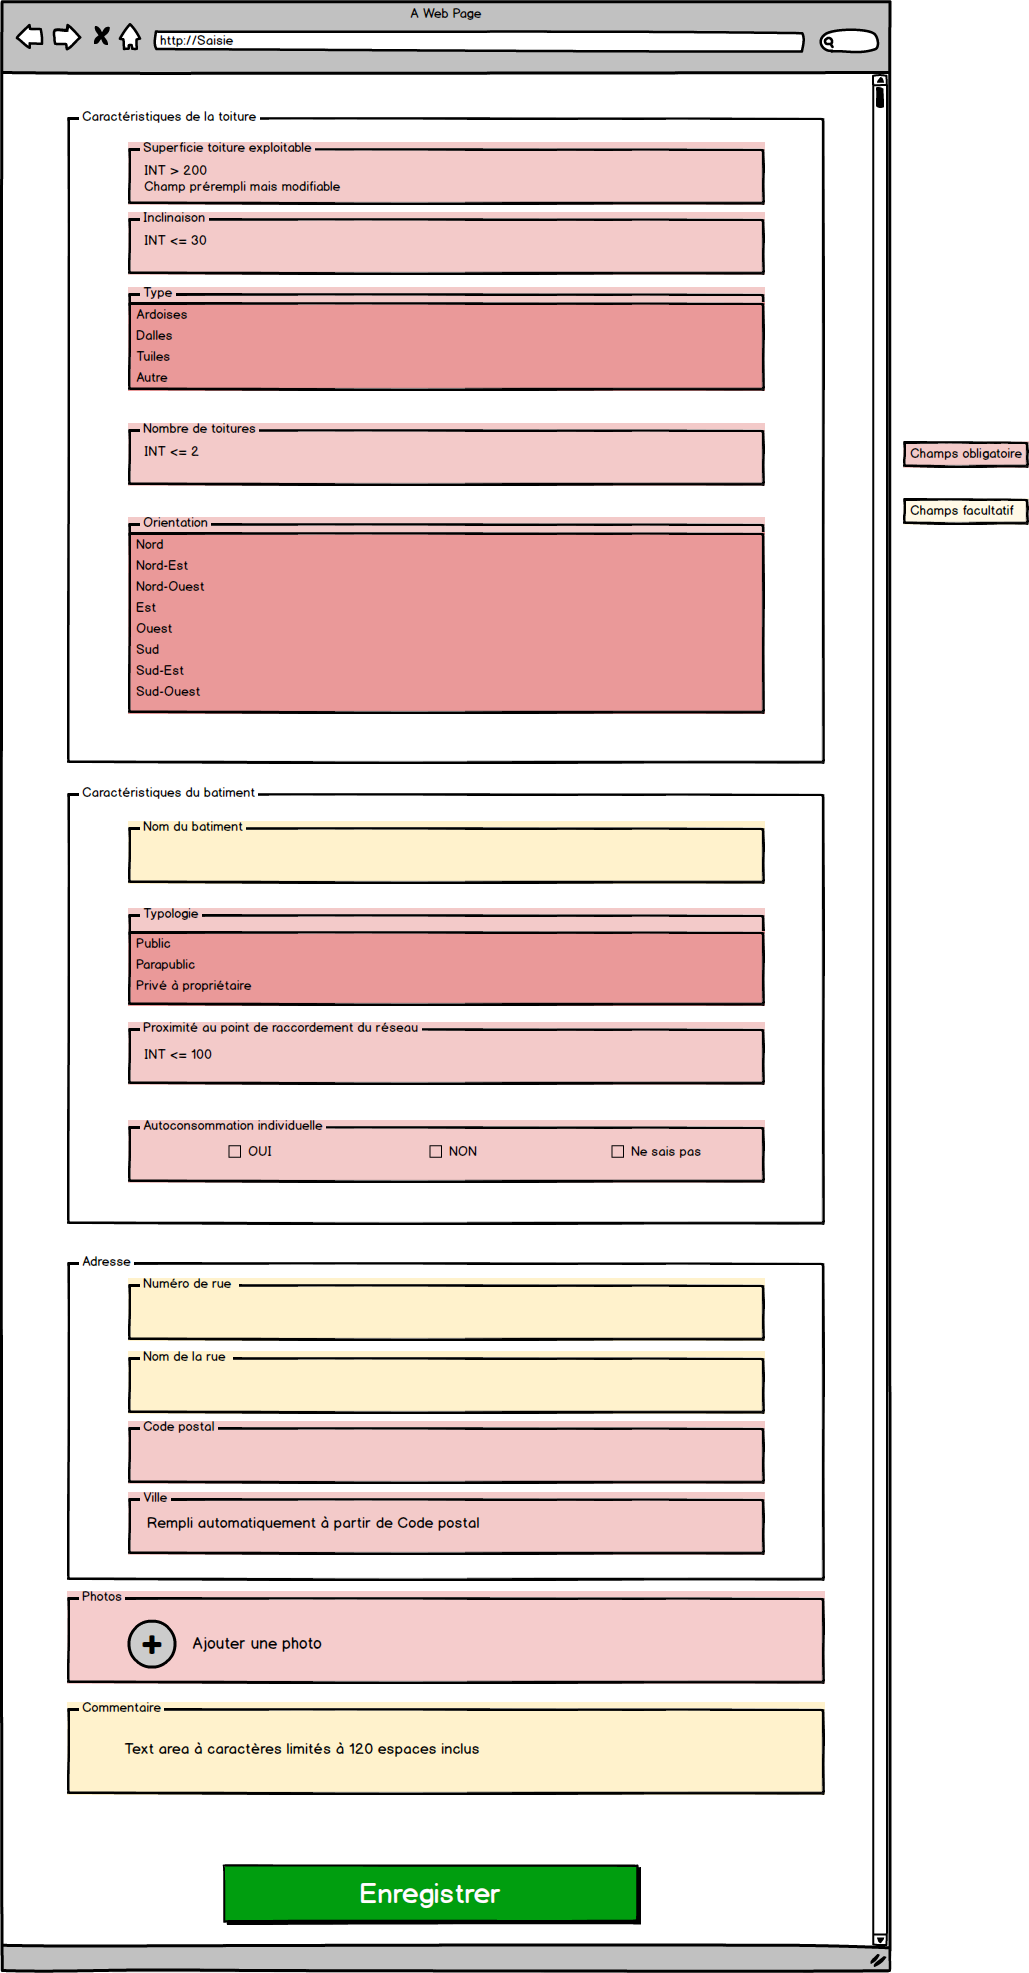 A Web Page
http://Saisie
Caractéristiques de la toiture
Superficie toiture exploitable
INT > 200
Champ prérempli mais modifiable
Inclinaison
INT <= 30
Type
Ardoises
Dalles
Tuiles
Autre
Nombre de toitures
INT <= 2
Champs obligatoire
Champs facultatif
Orientation
Nord
Nord-Est
Nord-Ouest
Est
Ouest
Sud
Sud-Est
Sud-Ouest
Caractéristiques du batiment
Nom du batiment
Typologie
Public
Parapublic
Privé à propriétaire
Proximité au point de raccordement du réseau
INT <= 100
Autoconsommation individuelle
OUI NON Ne sais pas
Adresse
Numéro de rue
Nom de la rue
Code postal
Ville
Rempli automatiquement à partir de Code postal
Photos
Ajouter une photo
Commentaire
Text area à caractères limités à 120 espaces inclus
Enregistrer